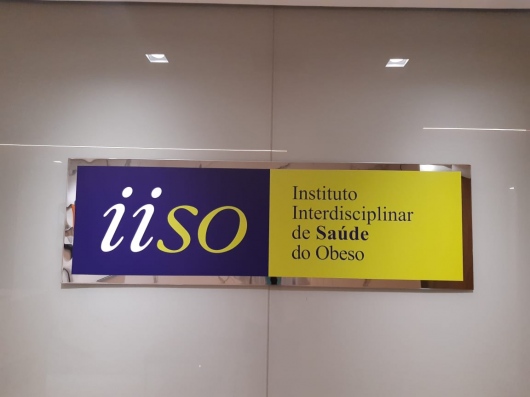 iiso
Instituto
Interdisciplinar
de Saúde
do Obeso